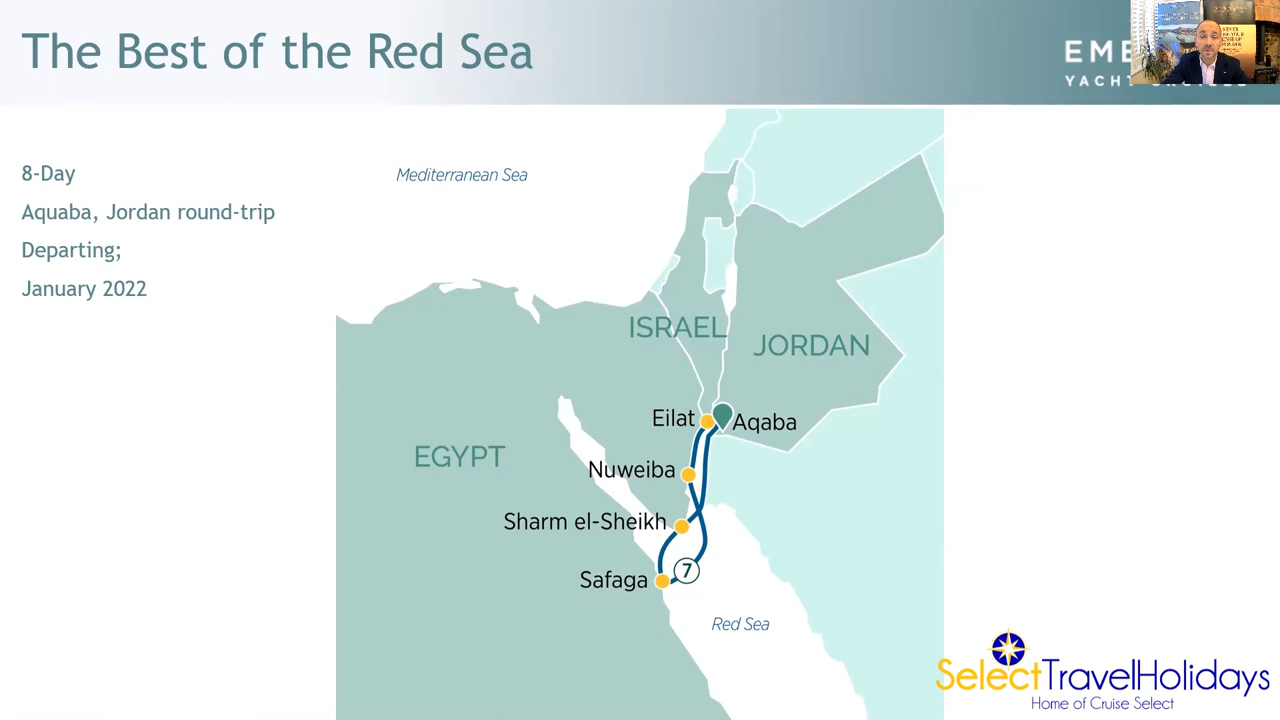 The Best of the Red Sea
YACHT
8-Day
Aquaba, Jordan round-trip
Departing;
January 2022
Mediterranean Sea
ISRAEL
JORDAN
Eilat
Aqaba
EGYPT
Nuweiba
Sharm el-Sheikh
Safaga
7
Red Sea
SelectTravelHolidays
Home of Cruise Select